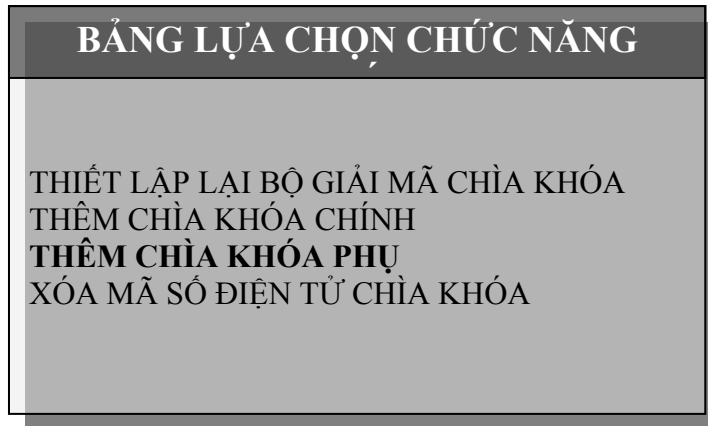 BẢNG LỰA CHỌN CHỨC NĂNG
THIẾT LẬP LẠI BỘ GIẢI MÃ CHÌA KHÓA
THÊM CHÌA KHÓA CHÍNH
THÊM CHÌA KHÓA PHỤ
XÓA MÃ SỐ ĐIỆN TỬ CHÌA KHÓA